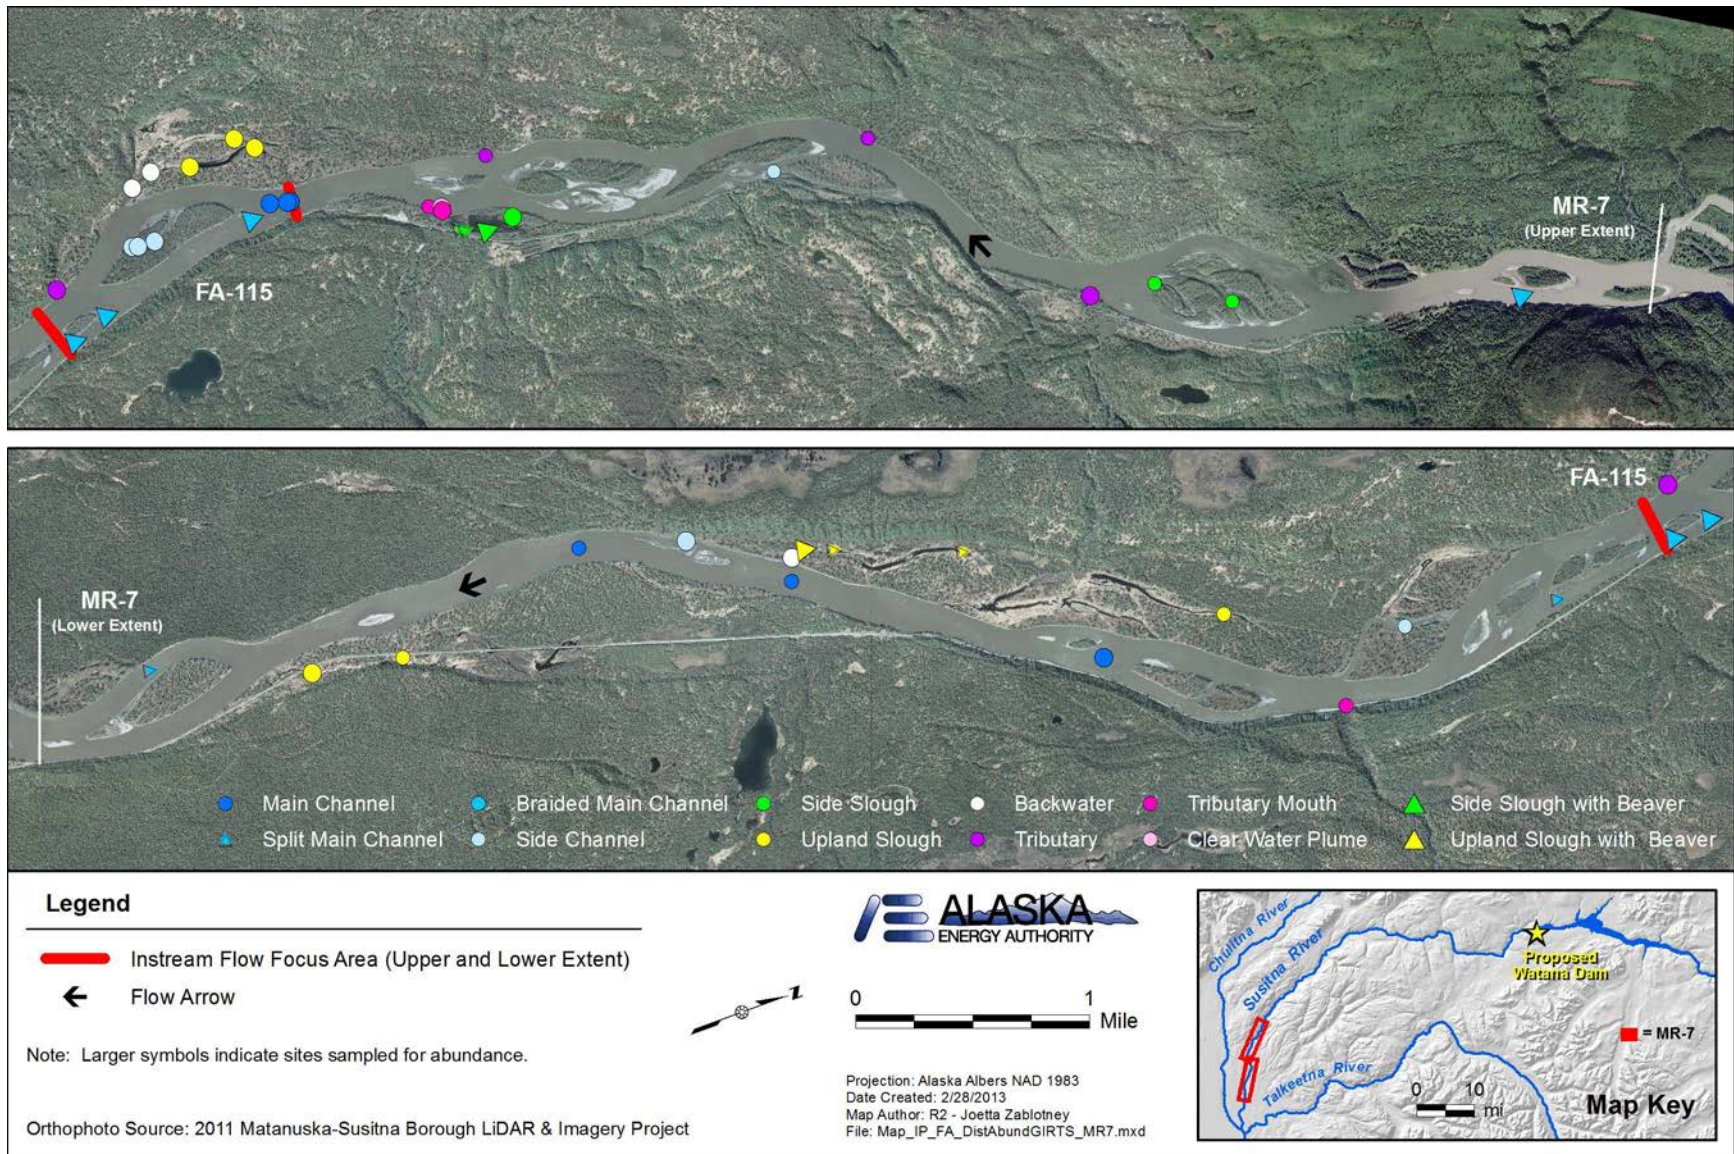 MR-7
(Upper Extent)
FA-115
FA-115
MR-7
(Lower Extent)
Main Channel
Braided Main Channel
Side Slough
Backwater
Tributary Mouth
Side Slough with Beaver
Split Main Channel
Side Channel
Upland Slough
Tributary
Clear Water Plume
Upland Slough with Beaver
Legend
Instream Flow Focus Area (Upper and Lower Extent)
Flow Arrow
Note: Larger symbols indicate sites sampled for abundance.
Orthophoto Source: 2011 Matanuska-Susitna Borough LiDAR & Imagery Project
ALASKA
ENERGY AUTHORITY
Z
0 1
Mile
Projection: Alaska Albers NAD 1983
Date Created: 2/28/2013
Map Author: R2 - Joetta Zablotney
File: Map_IP_FA_DistAbundGIRTS_MR7.mxd
Chulitna River
Susitna River
Proposed
Watana Dam
= MR-7
Talkeetna River
0 10
mi
Map Key